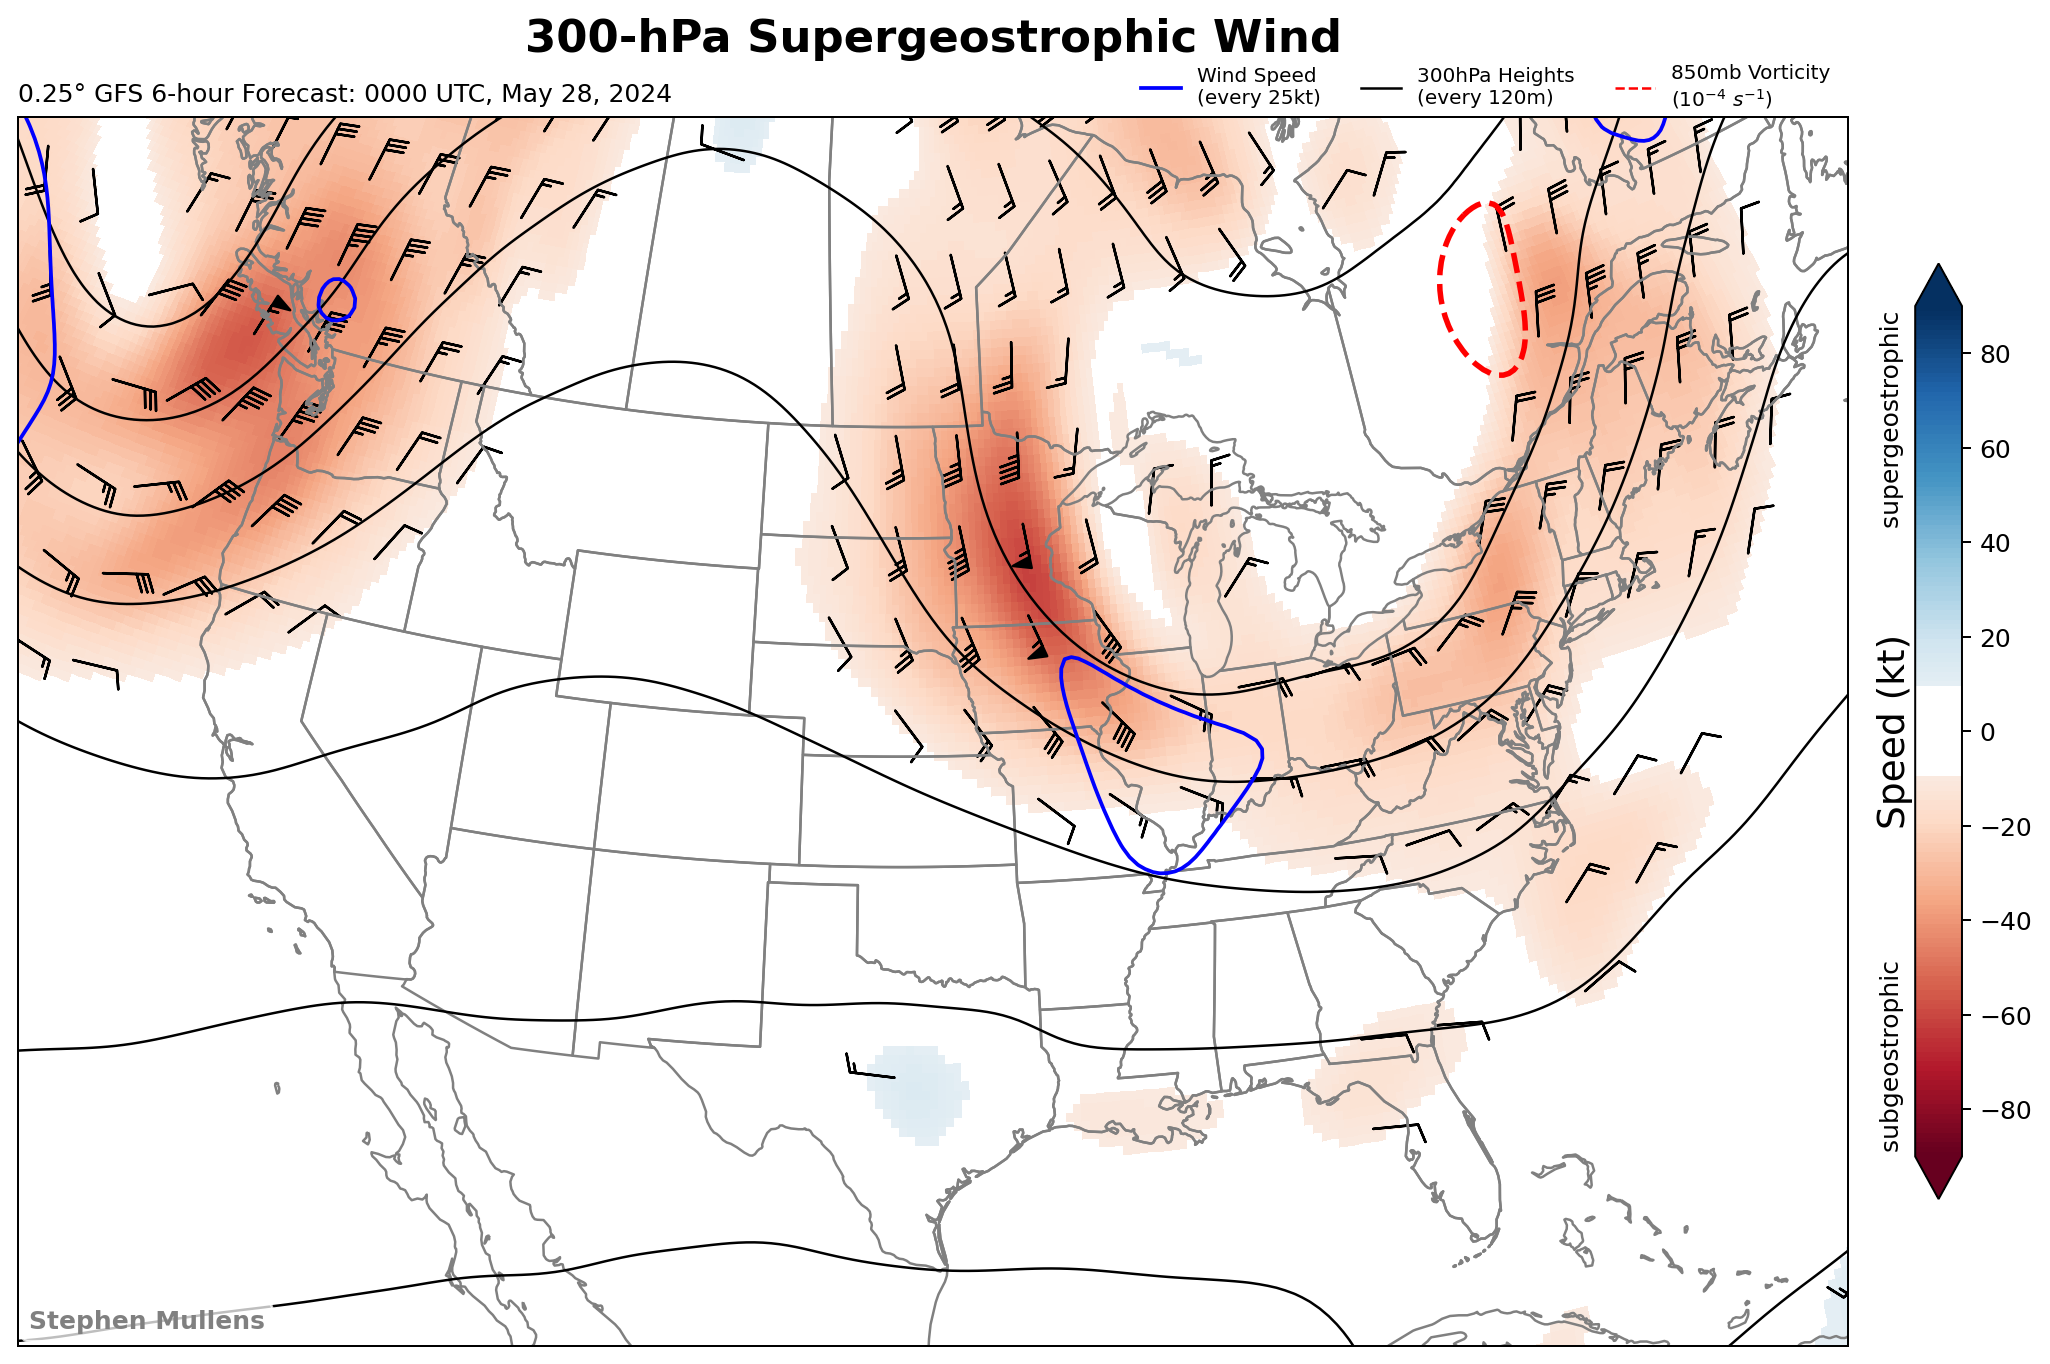 300-hPa Supergeostrophic Wind
0.25° GFS 6-hour Forecast: 0000 UTC, May 28, 2024
Wind Speed
(every 25kt)
300hPa Heights
(every 120m)
850mb Vorticity
(10⁻⁴ s⁻¹)
supergeostrophic
Speed (kt)
subgeostrophic
80
60
40
20
0
−20
−40
−60
−80
Stephen Mullens